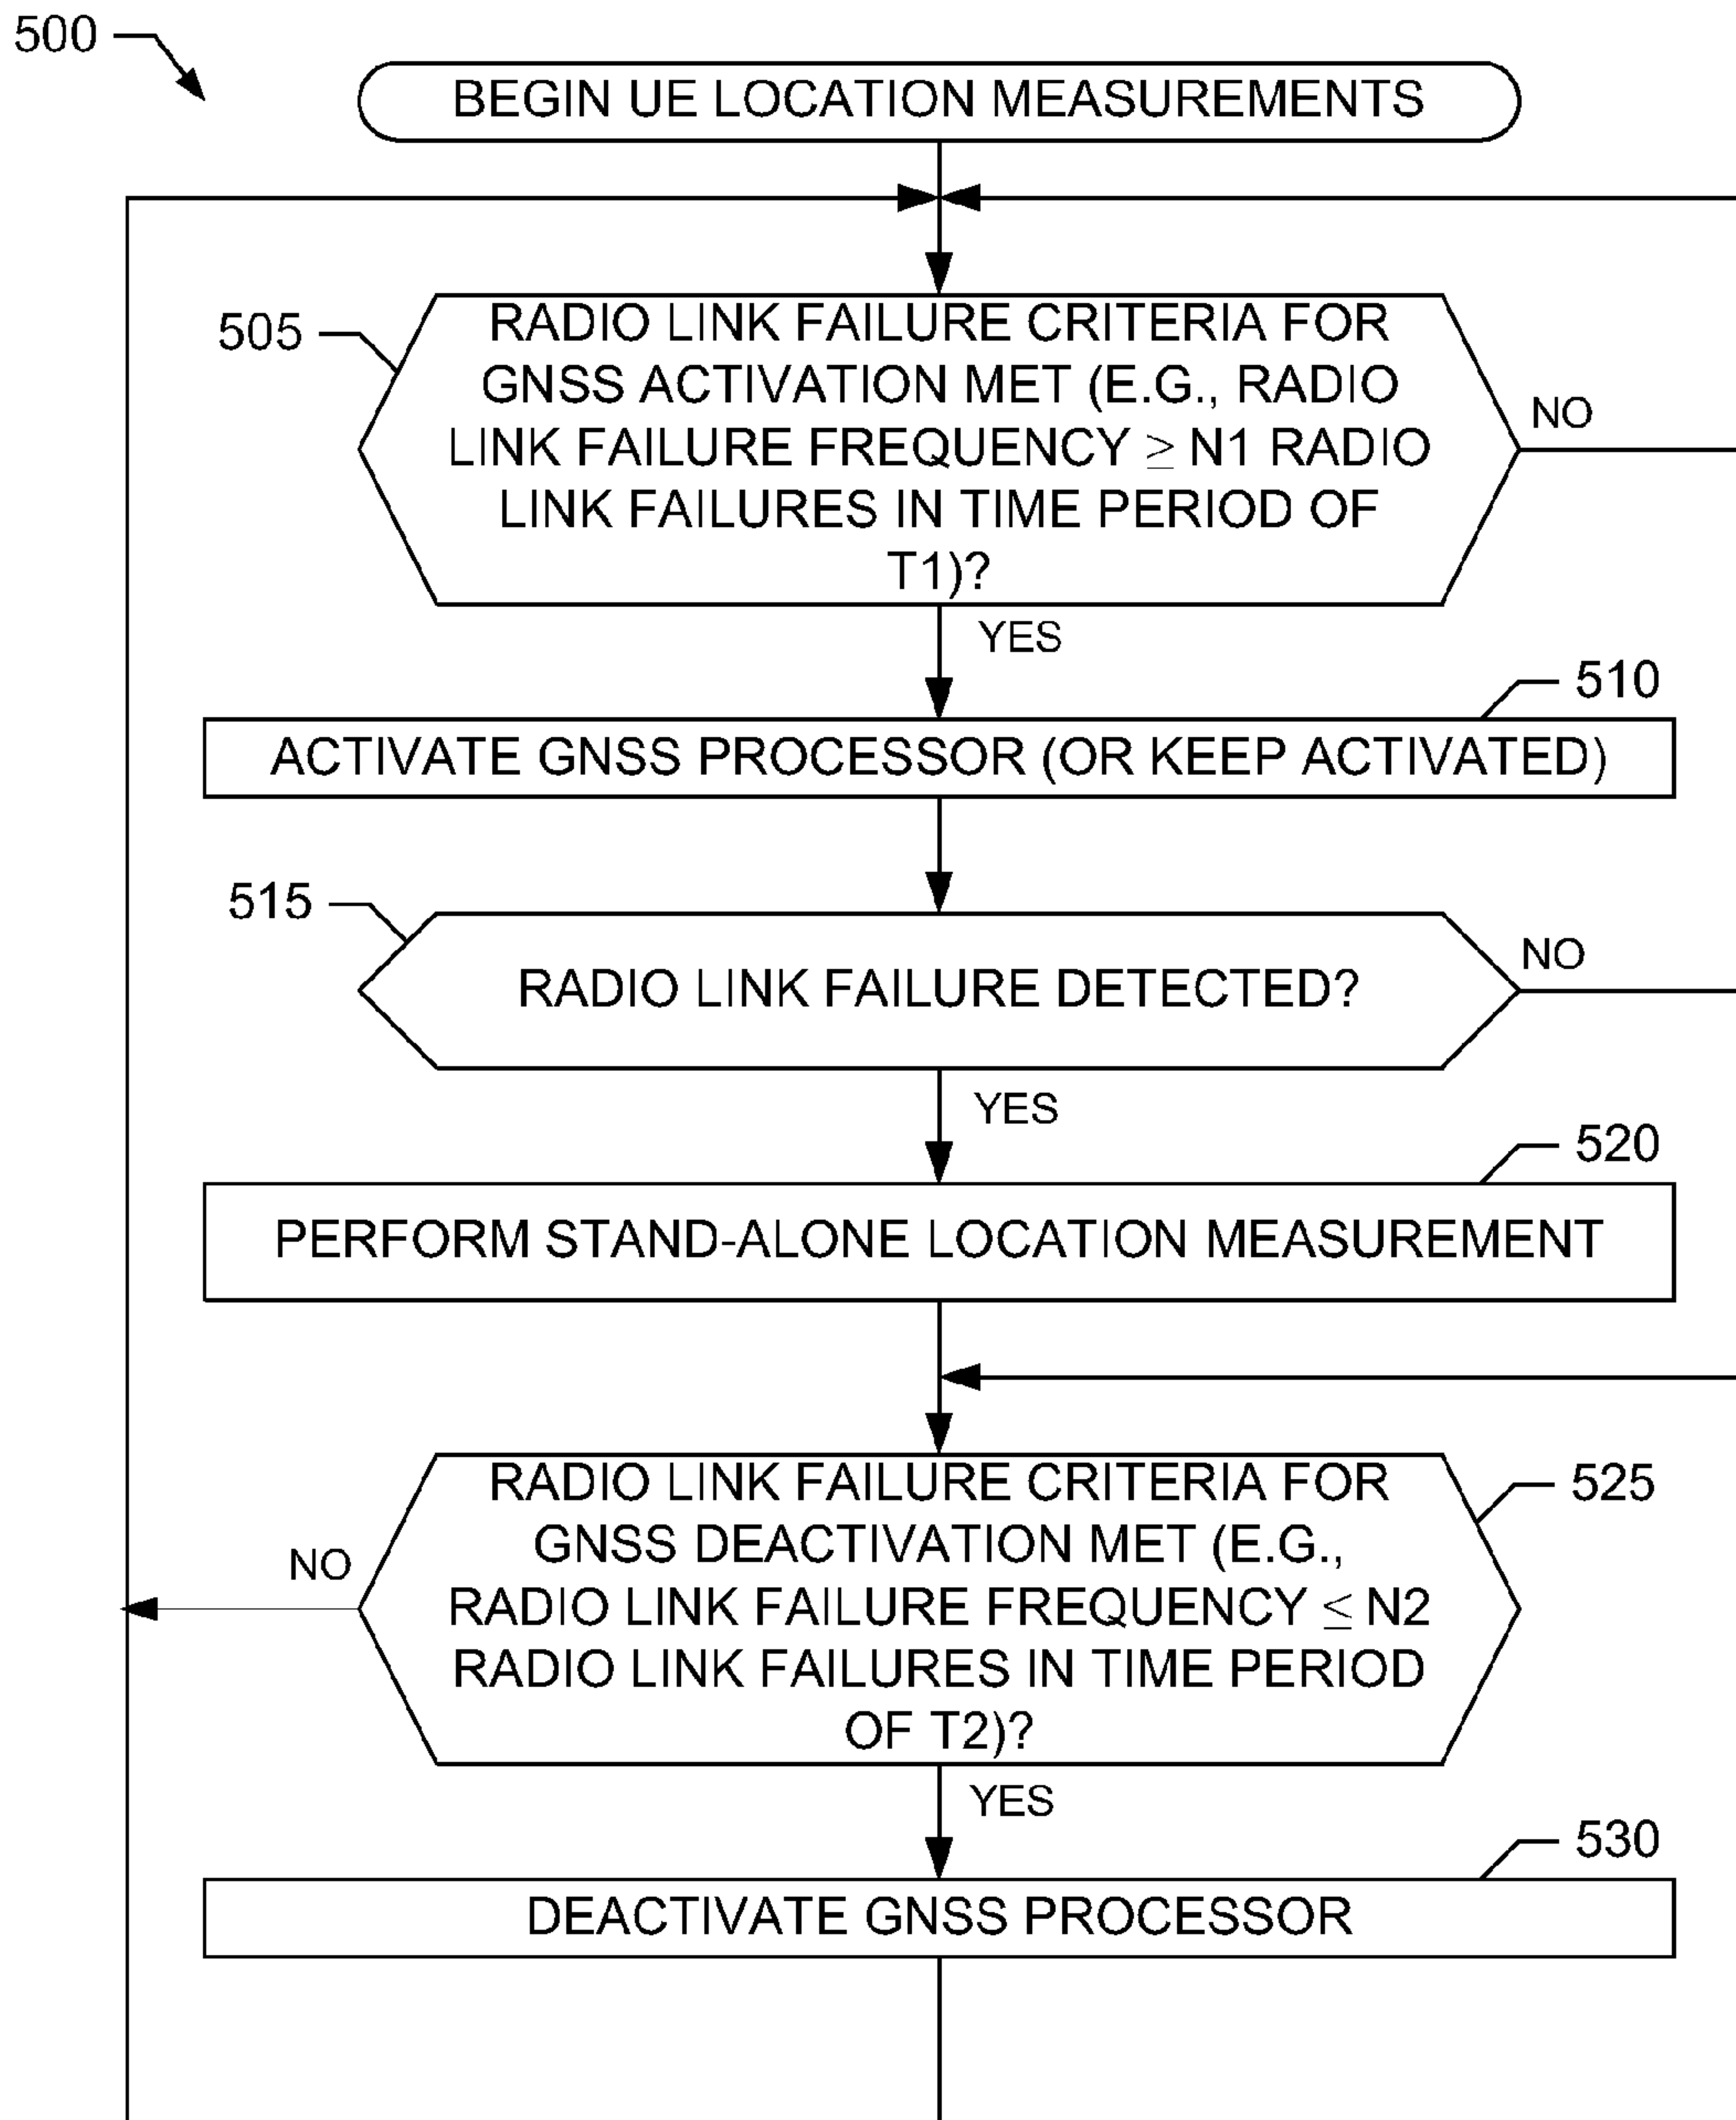 500
BEGIN UE LOCATION MEASUREMENTS
505
RADIO LINK FAILURE CRITERIA FOR
GNSS ACTIVATION MET (E.G., RADIO
LINK FAILURE FREQUENCY ≥ N1 RADIO
LINK FAILURES IN TIME PERIOD OF
T1)?
NO
YES
510
ACTIVATE GNSS PROCESSOR (OR KEEP ACTIVATED)
515
RADIO LINK FAILURE DETECTED?
NO
YES
520
PERFORM STAND-ALONE LOCATION MEASUREMENT
525
RADIO LINK FAILURE CRITERIA FOR
GNSS DEACTIVATION MET (E.G.,
RADIO LINK FAILURE FREQUENCY ≤ N2
RADIO LINK FAILURES IN TIME PERIOD
OF T2)?
NO
YES
530
DEACTIVATE GNSS PROCESSOR